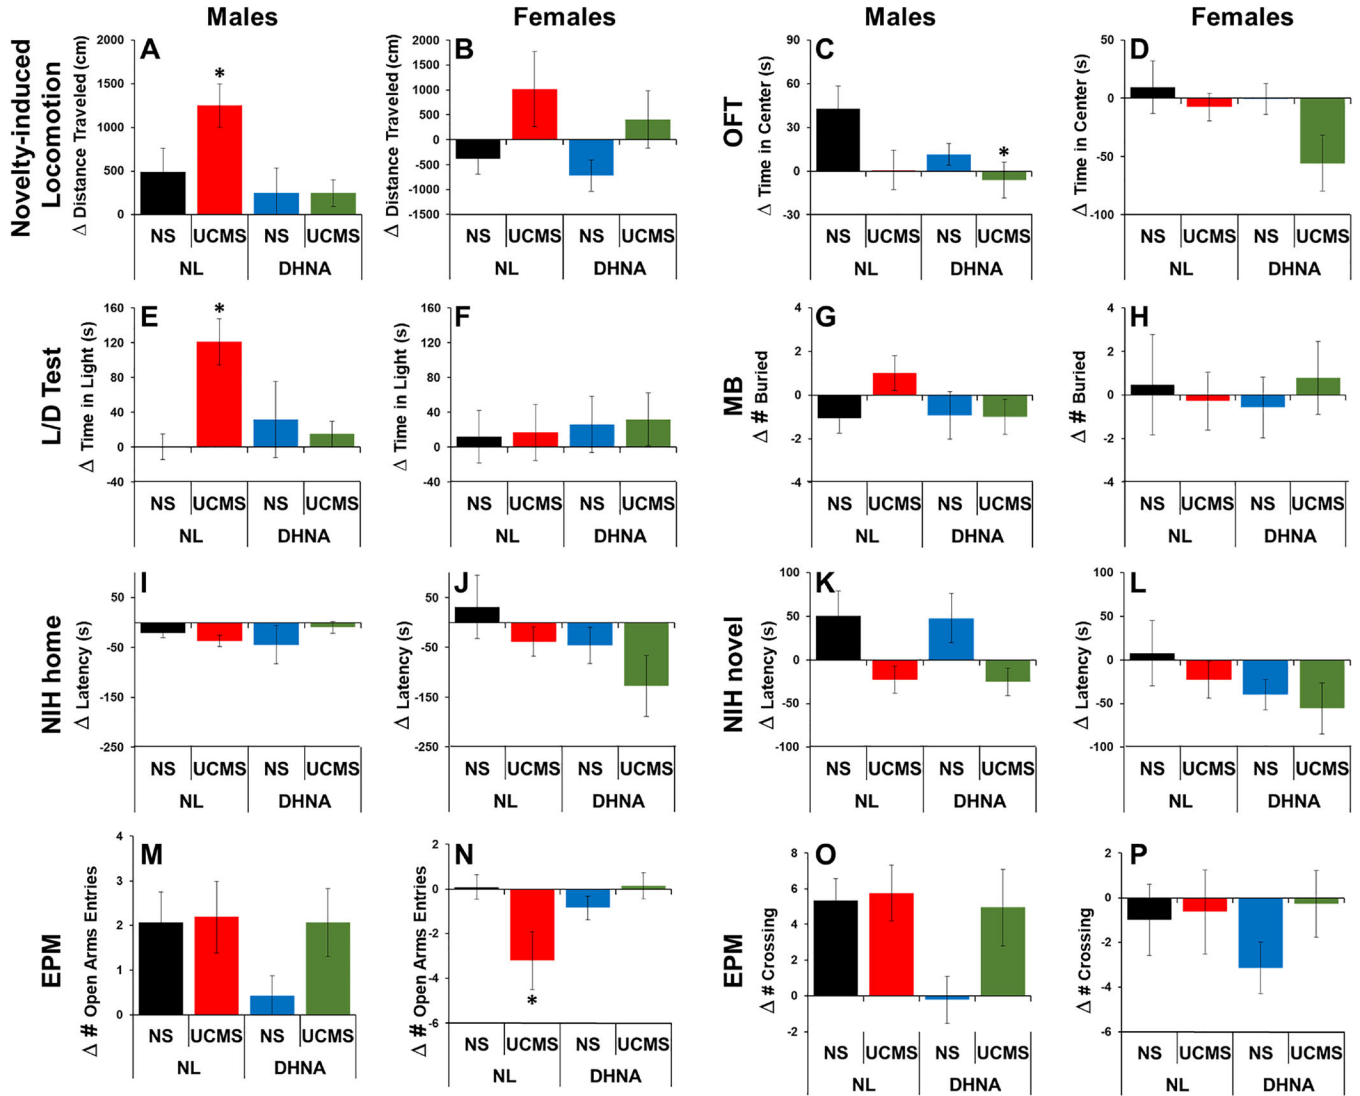 Males Females Males Females
Novelty-induced
Locomotion
Δ Distance Traveled (cm)
A
2000
1500
1000
500
0
*
NS UCMS NS UCMS
NL DHNA
Δ Distance Traveled (cm)
B
2000
1500
1000
500
0
-500
-1000
-1500
NS UCMS NS UCMS
NL DHNA
OFT
Δ Time in Center (s)
C
90
60
30
0
-30
*
NS UCMS NS UCMS
NL DHNA
Δ Time in Center (s)
D
50
0
-50
-100
NS UCMS NS UCMS
NL DHNA
L/D Test
Δ Time in Light (s)
E
160
120
80
40
0
-40
*
NS UCMS NS UCMS
NL DHNA
Δ Time in Light (s)
F
160
120
80
40
0
-40
NS UCMS NS UCMS
NL DHNA
MB
Δ # Buried
G
4
2
0
-2
-4
NS UCMS NS UCMS
NL DHNA
Δ # Buried
H
4
2
0
-2
-4
NS UCMS NS UCMS
NL DHNA
NIH home
Δ Latency (s)
I
50
-50
-150
-250
NS UCMS NS UCMS
NL DHNA
Δ Latency (s)
J
50
-50
-150
-250
NS UCMS NS UCMS
NL DHNA
NIH novel
Δ Latency (s)
K
100
50
0
-50
-100
NS UCMS NS UCMS
NL DHNA
Δ Latency (s)
L
100
50
0
-50
-100
NS UCMS NS UCMS
NL DHNA
EPM
Δ # Open Arms Entries
M
4
3
2
1
0
NS UCMS NS UCMS
NL DHNA
Δ # Open Arms Entries
N
2
0
-2
-4
-6
*
NS UCMS NS UCMS
NL DHNA
EPM
Δ # Crossing
O
8
6
4
2
0
-2
NS UCMS NS UCMS
NL DHNA
Δ # Crossing
P
2
0
-2
-4
-6
NS UCMS NS UCMS
NL DHNA